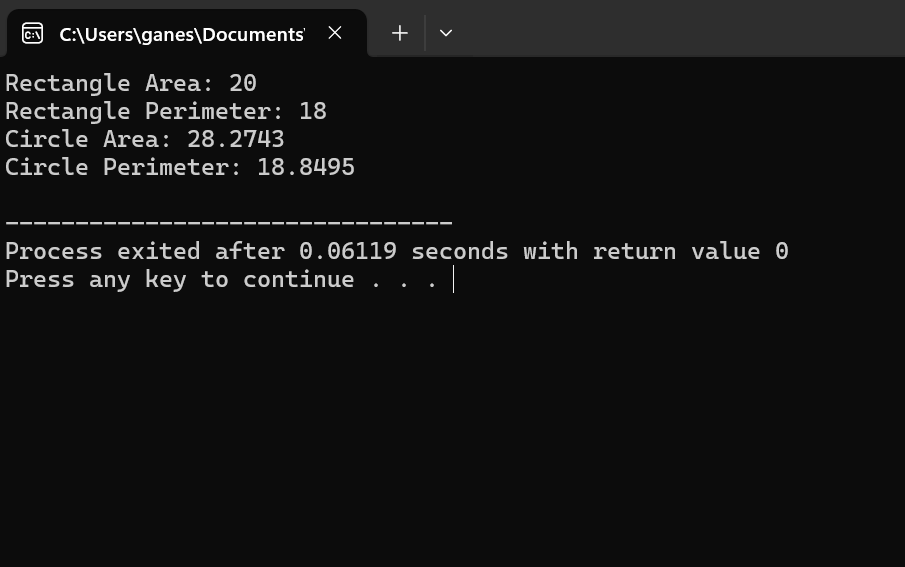 C:\Users\ganes\Documents'
Rectangle Area: 20
Rectangle Perimeter: 18
Circle Area: 28.2743
Circle Perimeter: 18.8495
--------------------------------
Process exited after 0.06119 seconds with return value 0
Press any key to continue . . .